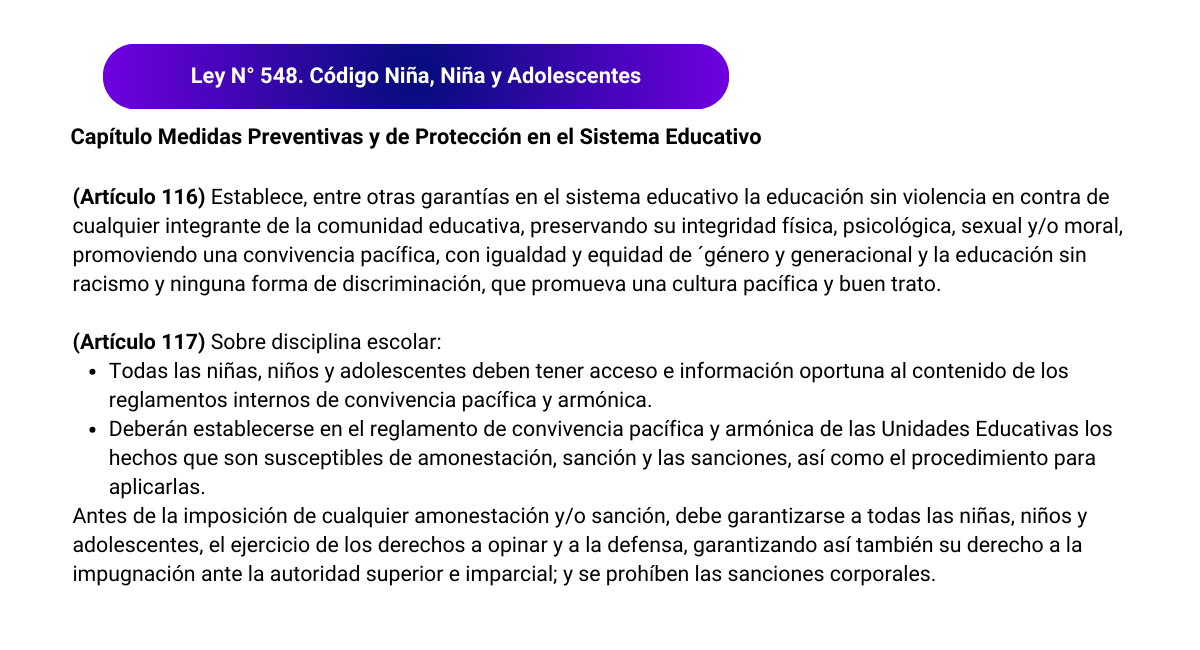 Ley N° 548. Código Niña, Niña y Adolescentes
Capítulo Medidas Preventivas y de Protección en el Sistema Educativo
(Artículo 116) Establece, entre otras garantías en el sistema educativo la educación sin violencia en contra de
cualquier integrante de la comunidad educativa, preservando su integridad física, psicológica, sexual y/o moral,
promoviendo una convivencia pacífica, con igualdad y equidad de ´género y generacional y la educación sin
racismo y ninguna forma de discriminación, que promueva una cultura pacífica y buen trato.
(Artículo 117) Sobre disciplina escolar:
• Todas las niñas, niños y adolescentes deben tener acceso e información oportuna al contenido de los
reglamentos internos de convivencia pacífica y armónica.
• Deberán establecerse en el reglamento de convivencia pacífica y armónica de las Unidades Educativas los
hechos que son susceptibles de amonestación, sanción y las sanciones, así como el procedimiento para
aplicarlas.
Antes de la imposición de cualquier amonestación y/o sanción, debe garantizarse a todas las niñas, niños y
adolescentes, el ejercicio de los derechos a opinar y a la defensa, garantizando así también su derecho a la
impugnación ante la autoridad superior e imparcial; y se prohíben las sanciones corporales.